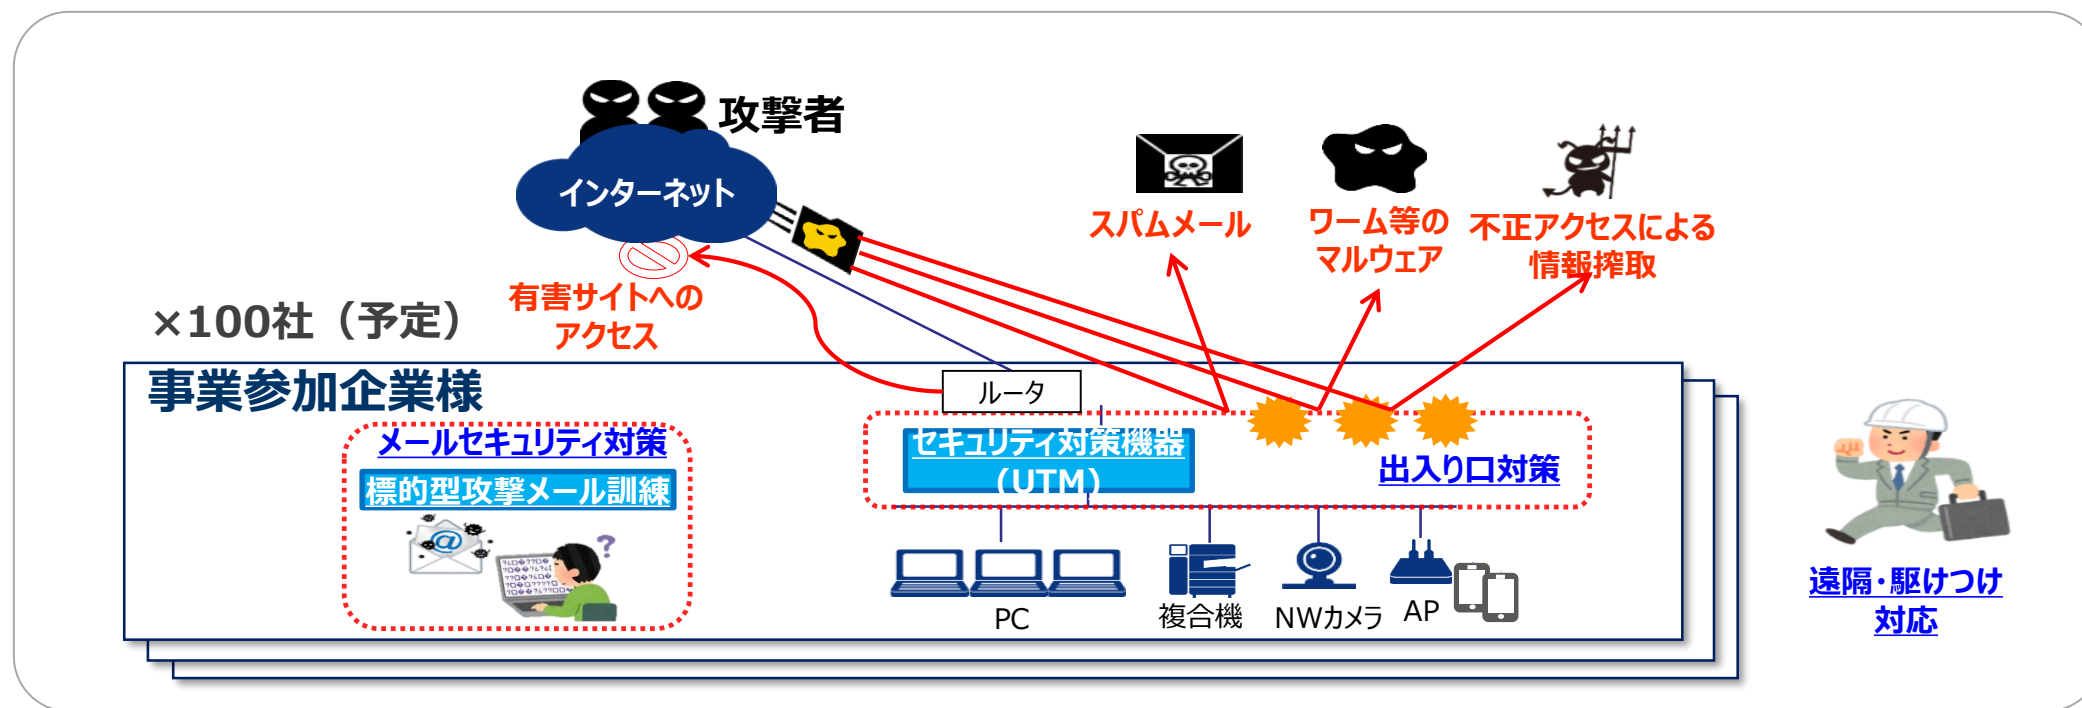 攻撃者
インターネット
スパムメール
ワーム等の
マルウェア
不正アクセスによる
情報搾取
有害サイトへの
アクセス
×100社（予定）
事業参加企業様
ルータ
メールセキュリティ対策
標的型攻撃メール訓練
@
?
セキュリティ対策機器
（UTM）
出入り口対策
PC
複合機
NWカメラ
AP
遠隔・駆けつけ
対応